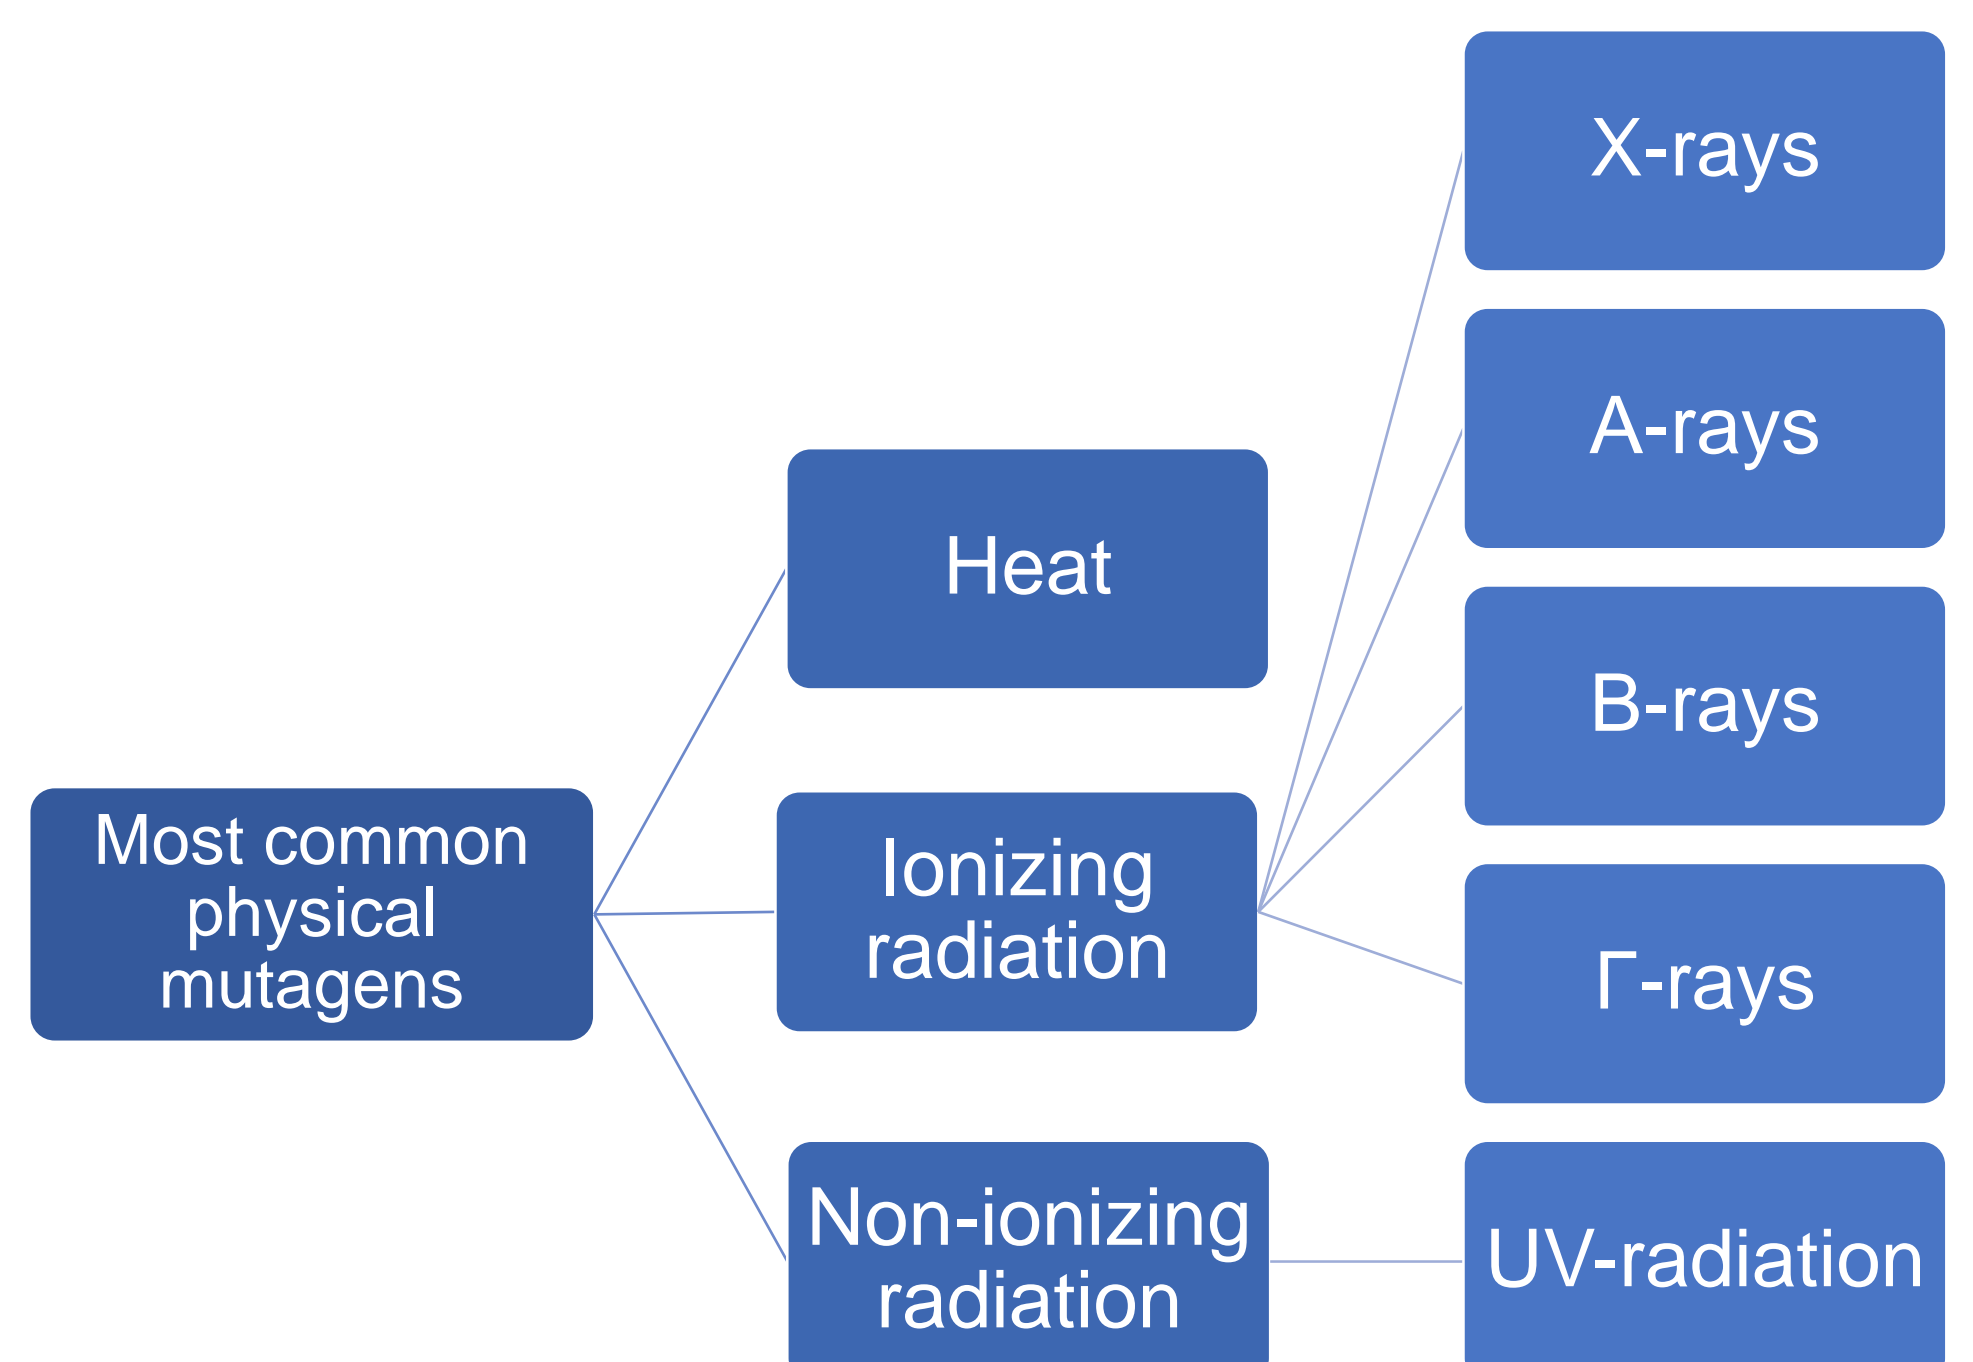 Most common
physical
mutagens
Heat
Ionizing
radiation
Non-ionizing
radiation
X-rays
Α-rays
Β-rays
Γ-rays
UV-radiation